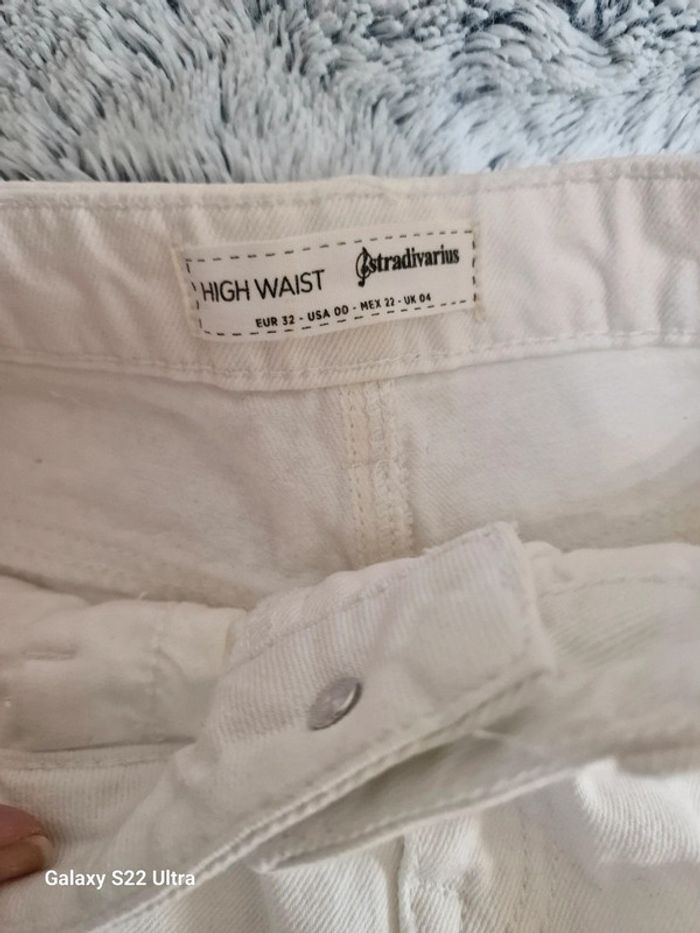 HIGH WAIST stradivarius
EUR 32 - USA 00 - MEX 22 - UK 04
Galaxy S22 Ultra